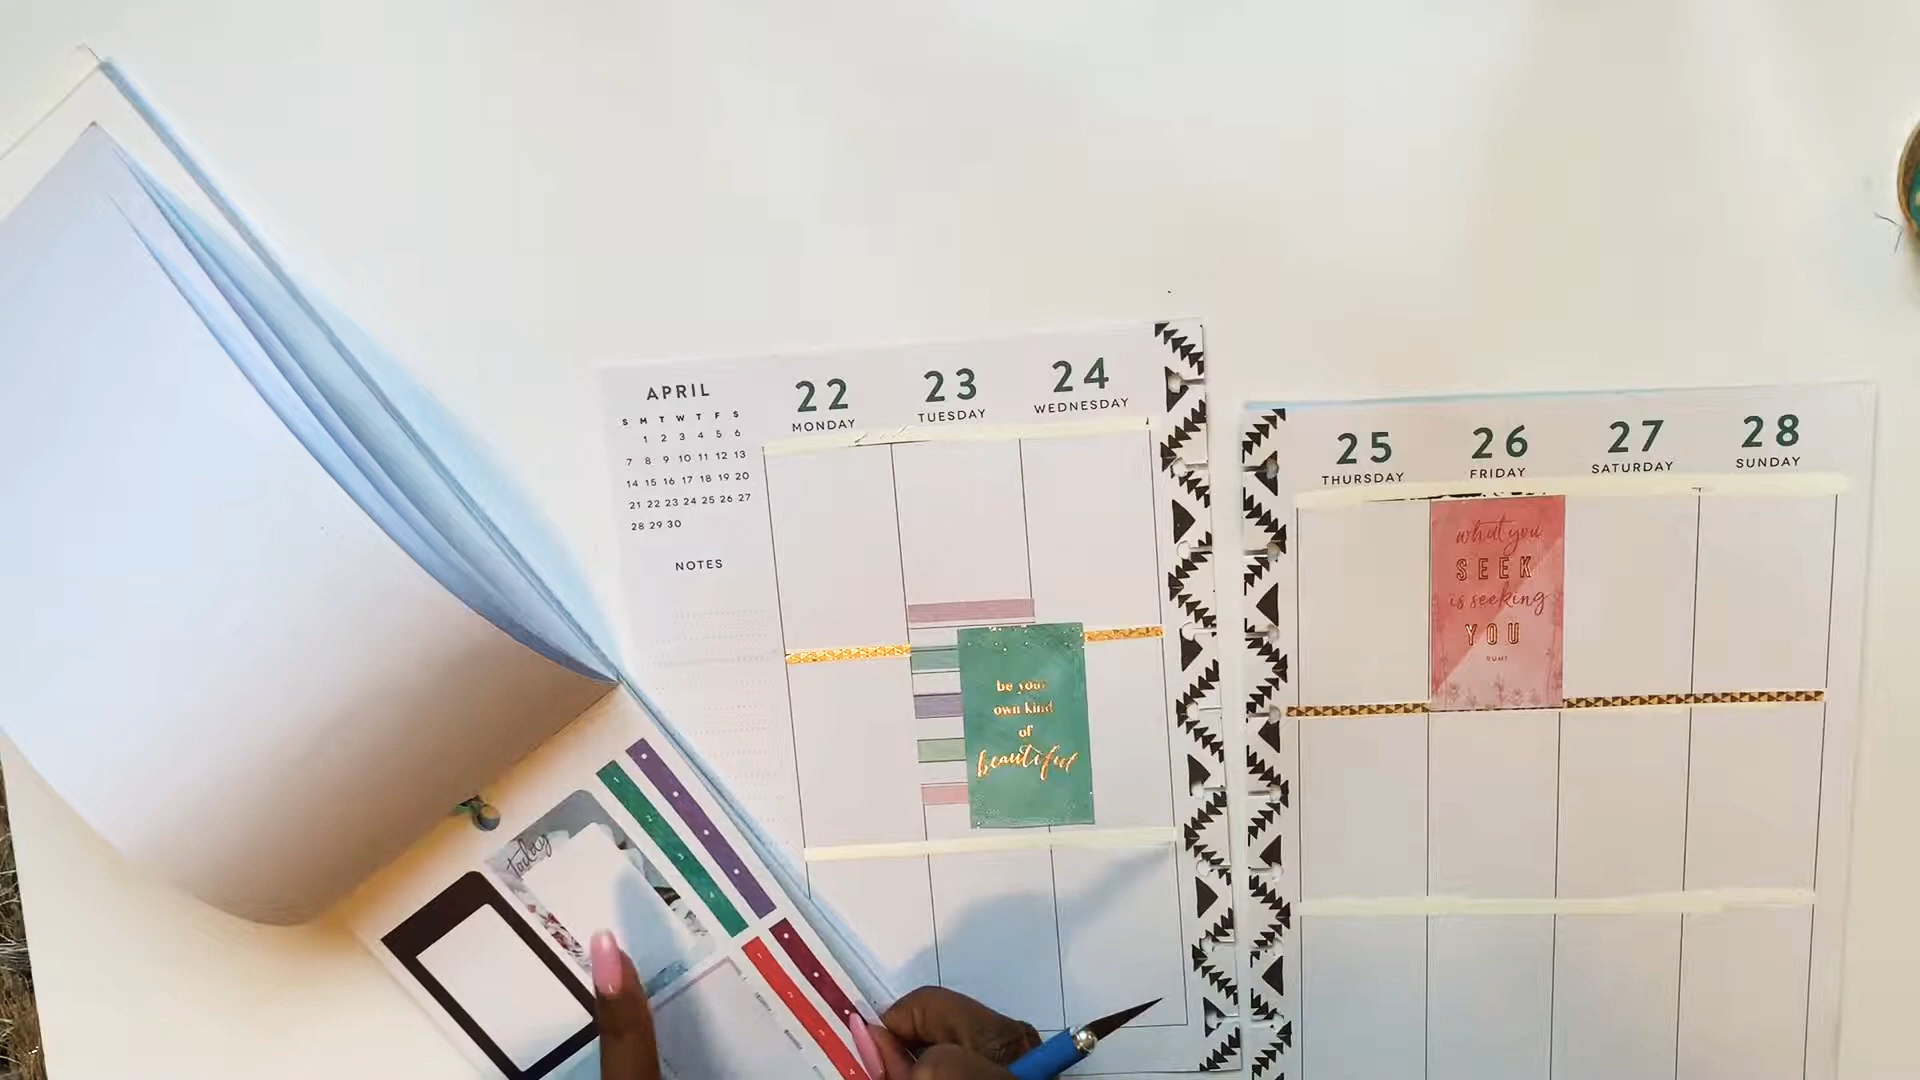 APRIL
S M T W T F S
1 2 3 4 5 6
7 8 9 10 11 12 13
14 15 16 17 18 19 20
21 22 23 24 25 26 27
28 29 30
NOTES
22
MONDAY
23
TUESDAY
24
WEDNESDAY
be your
own kind
of
beautiful
25
THURSDAY
26
FRIDAY
27
SATURDAY
28
SUNDAY
what you
SEEK
is seeking
YOU
RUMI
today